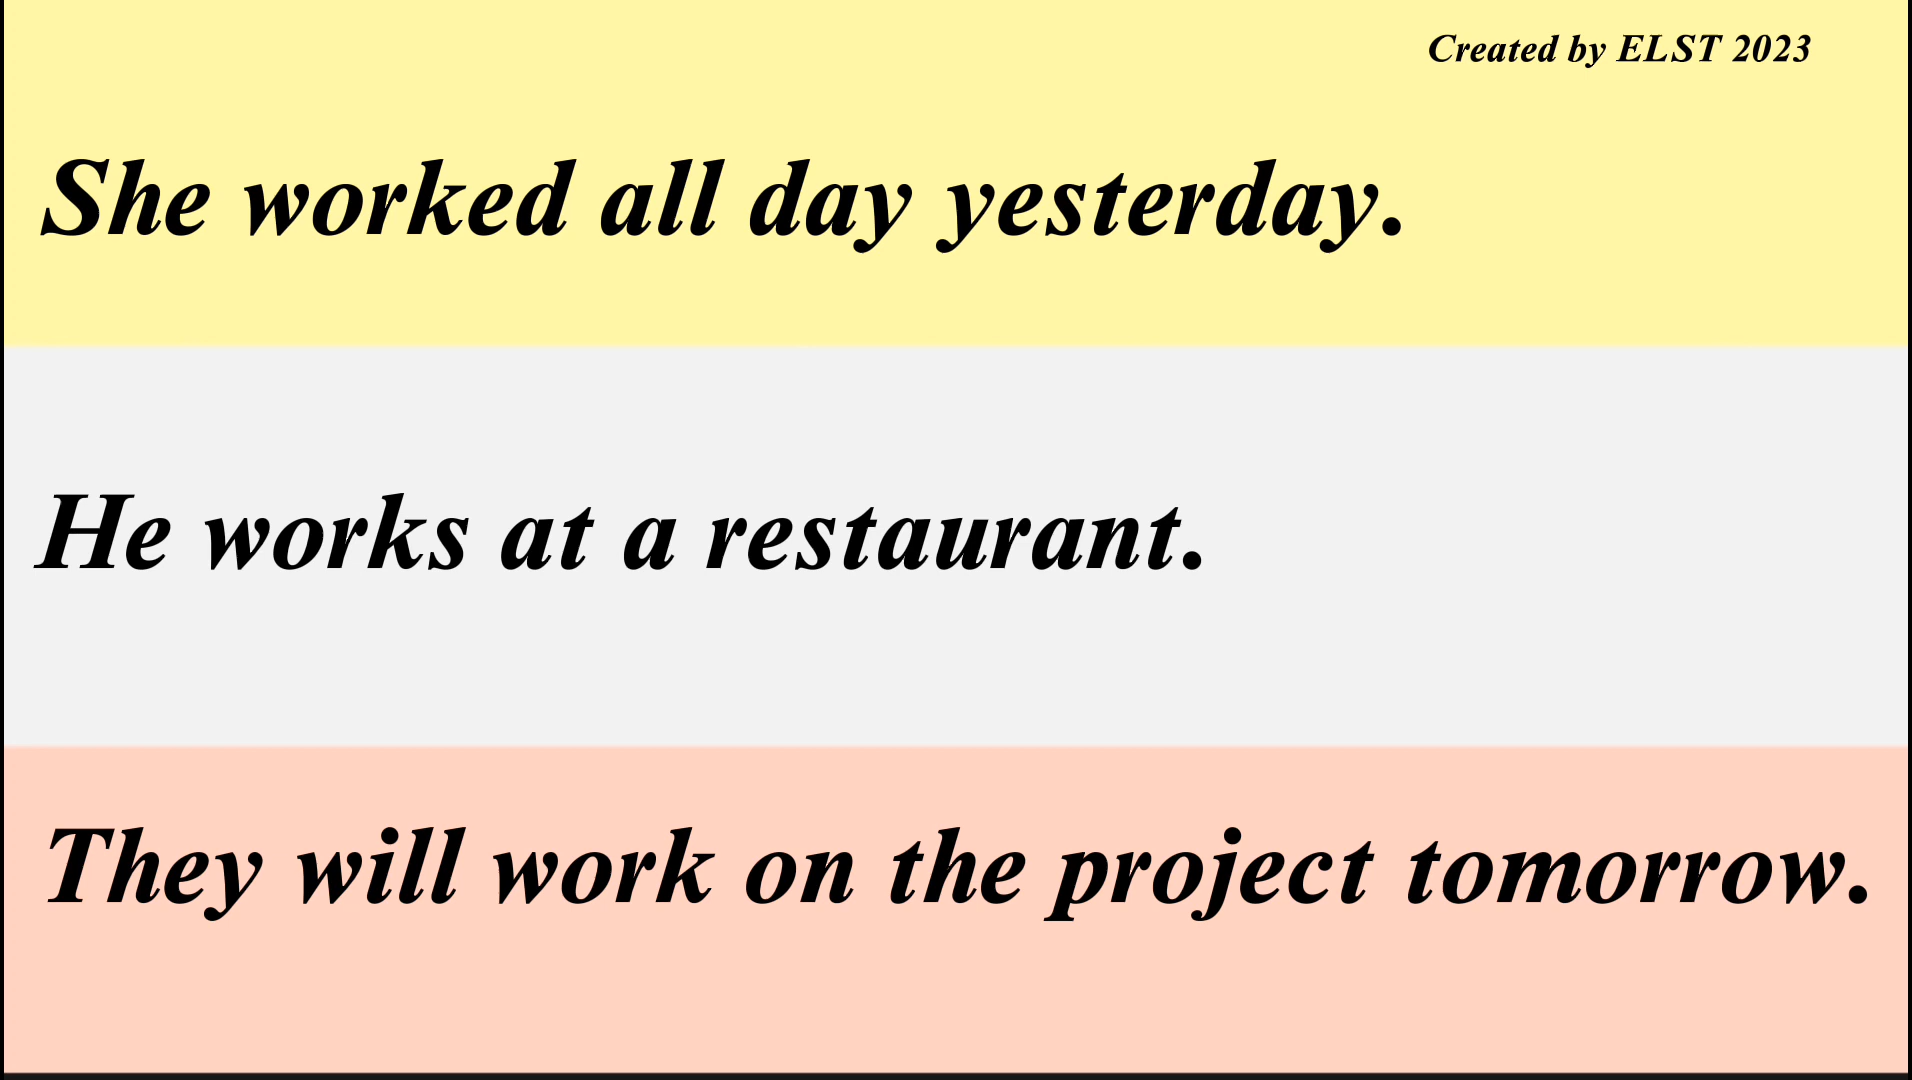 Created by ELST 2023
She worked all day yesterday.
He works at a restaurant.
They will work on the project tomorrow.